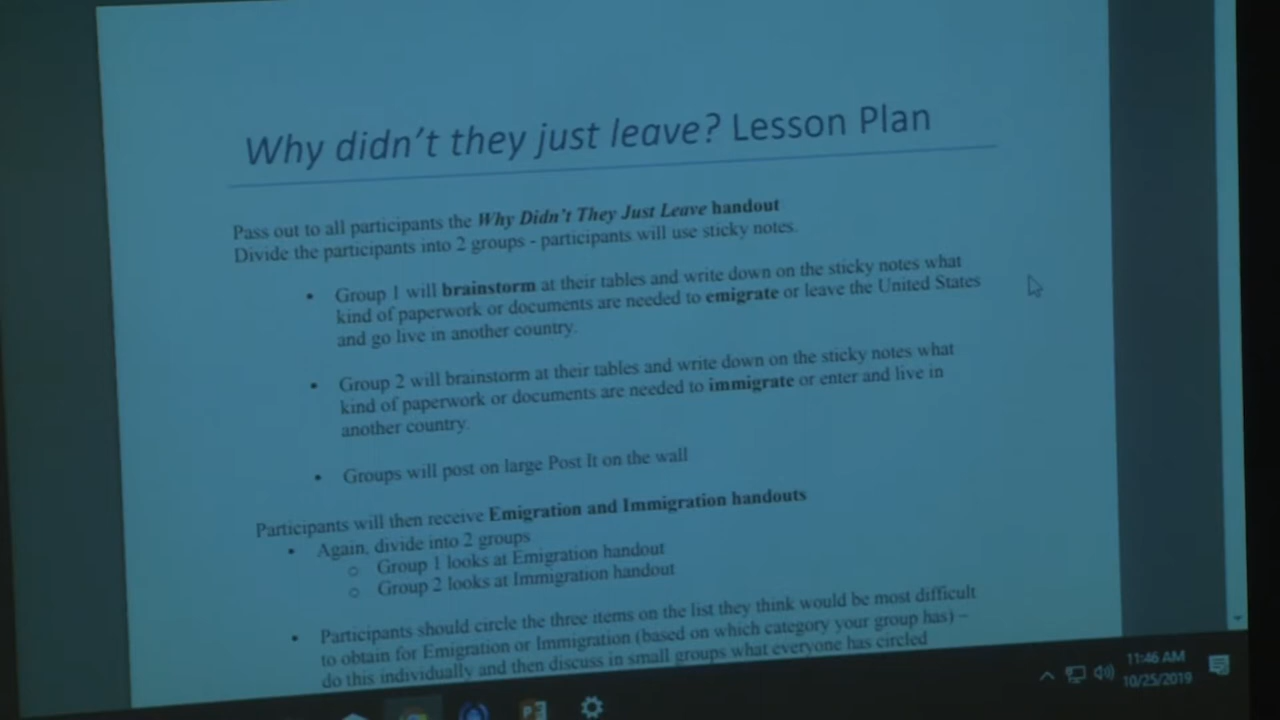 Why didn't they just leave? Lesson Plan
Pass out to all participants the Why Didn't They Just Leave handout
Divide the participants into 2 groups - participants will use sticky notes.
• Group 1 will brainstorm at their tables and write down on the sticky notes what
kind of paperwork or documents are needed to emigrate or leave the United States
and go live in another country.
• Group 2 will brainstorm at their tables and write down on the sticky notes what
kind of paperwork or documents are needed to immigrate or enter and live in
another country.
• Groups will post on large Post It on the wall
Participants will then receive Emigration and Immigration handouts
• Again, divide into 2 groups
o Group 1 looks at Emigration handout
o Group 2 looks at Immigration handout
• Participants should circle the three items on the list they think would be most difficult
to obtain for Emigration or Immigration (based on which category your group has) –
do this individually and then discuss in small groups what everyone has circled
11:46 AM
10/25/2019